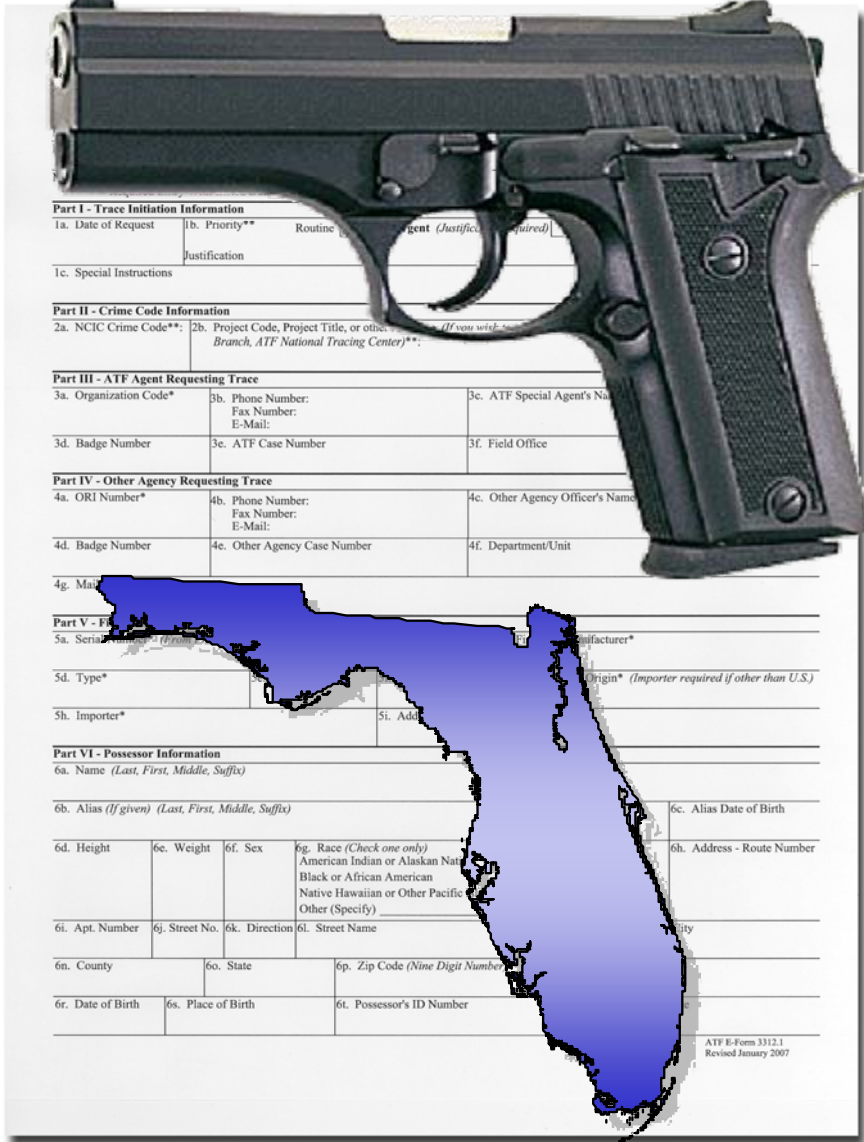 Part I - Trace Initiation Information
1a. Date of Request 1b. Priority** Routine gent (Justific quired)
Justification
1c. Special Instructions
Part II - Crime Code Information
2a. NCIC Crime Code**: 2b. Project Code, Project Title, or othe (If you wish
Branch, ATF National Tracing Center)**:
Part III - ATF Agent Requesting Trace
3a. Organization Code* 3b. Phone Number: 3c. ATF Special Agent's Na
Fax Number:
E-Mail:
3d. Badge Number 3e. ATF Case Number 3f. Field Office
Part IV - Other Agency Requesting Trace
4a. ORI Number* 4b. Phone Number: 4c. Other Agency Officer's Name
Fax Number:
E-Mail:
4d. Badge Number 4e. Other Agency Case Number 4f. Department/Unit
4g. Mai
Part V - Fi
5a. Serial Number* (From ufacturer*
5d. Type* Origin* (Importer required if other than U.S.)
5h. Importer* 5i. Add
Part VI - Possessor Information
6a. Name (Last, First, Middle, Suffix)
6b. Alias (If given) (Last, First, Middle, Suffix) 6c. Alias Date of Birth
6d. Height 6e. Weight 6f. Sex 6g. Race (Check one only) 6h. Address - Route Number
American Indian or Alaskan Nati
Black or African American
Native Hawaiian or Other Pacific
Other (Specify)
6i. Apt. Number 6j. Street No. 6k. Direction 6l. Street Name ity
6n. County 6o. State 6p. Zip Code (Nine Digit Number
6r. Date of Birth 6s. Place of Birth 6t. Possessor's ID Number
ATF E-Form 3312.1
Revised January 2007